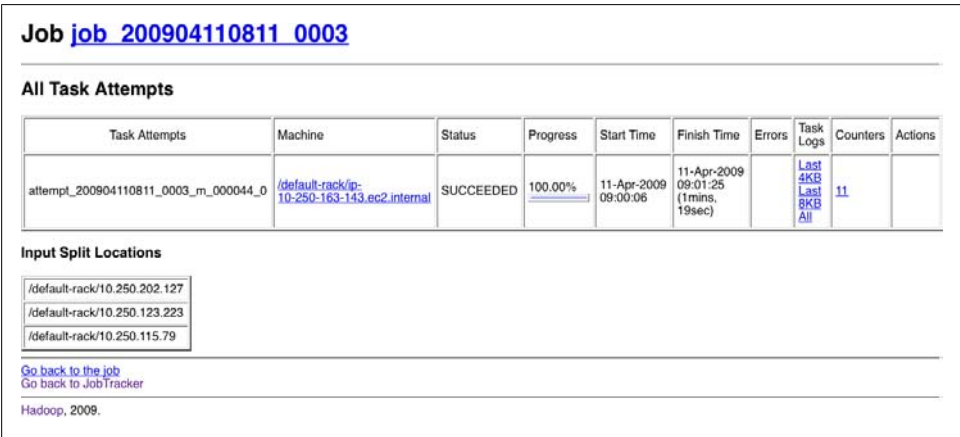 Job job_200904110811_0003
All Task Attempts
Task Attempts Machine Status Progress Start Time Finish Time Errors Task Logs Counters Actions
attempt_200904110811_0003_m_000044_0 /default-rack/ip-10-250-163-143.ec2.internal SUCCEEDED 100.00% 11-Apr-2009 09:00:06 11-Apr-2009 09:01:25 (1mins, 19sec) Last 4KB Last 8KB All 11
Input Split Locations
/default-rack/10.250.202.127
/default-rack/10.250.123.223
/default-rack/10.250.115.79
Go back to the job
Go back to JobTracker
Hadoop, 2009.